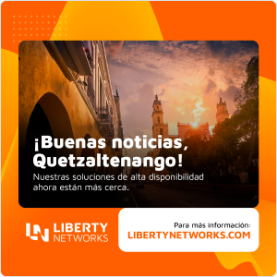 ¡Buenas noticias,
Quetzaltenango!
Nuestras soluciones de alta disponibilidad
ahora están más cerca.
LN LIBERTY
NETWORKS
Para más información:
LIBERTYNETWORKS.COM